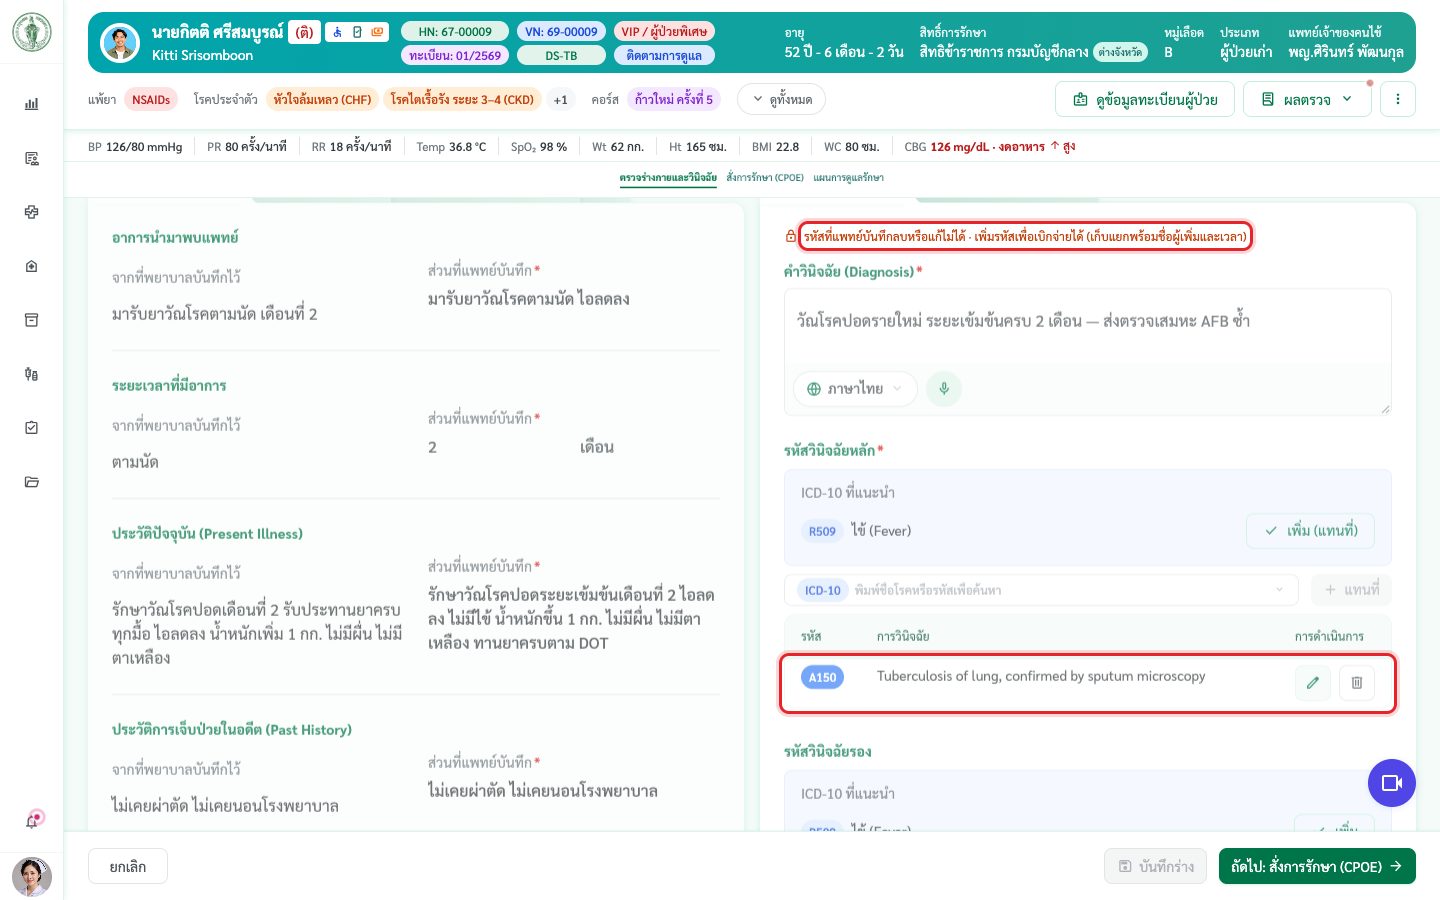 นายกิตติ ศรีสมบูรณ์ (ติ)
Kitti Srisomboon
HN: 67-00009 VN: 69-00009 VIP / ผู้ป่วยพิเศษ
ทะเบียน: 01/2569 DS-TB ติดตามการดูแล
อายุ สิทธิ์การรักษา หมู่เลือด ประเภท แพทย์เจ้าของคนไข้
52 ปี - 6 เดือน - 2 วัน สิทธิข้าราชการ กรมบัญชีกลาง ต่างจังหวัด B ผู้ป่วยเก่า พญ.ศิรินทร์ พัฒนกุล
แพ้ยา NSAIDs โรคประจำตัว หัวใจล้มเหลว (CHF) โรคไตเรื้อรัง ระยะ 3–4 (CKD) +1 คอร์ส ก้าวใหม่ ครั้งที่ 5 ดูทั้งหมด ดูข้อมูลทะเบียนผู้ป่วย ผลตรวจ
BP 126/80 mmHg PR 80 ครั้ง/นาที RR 18 ครั้ง/นาที Temp 36.8 °C SpO₂ 98 % Wt 62 กก. Ht 165 ซม. BMI 22.8 WC 80 ซม. CBG 126 mg/dL · งดอาหาร ↑ สูง
ตรวจร่างกายและวินิจฉัย สั่งการรักษา (CPOE) แผนการดูแลรักษา
อาการนำมาพบแพทย์
จากที่พยาบาลบันทึกไว้ ส่วนที่แพทย์บันทึก*
มารับยาวัณโรคตามนัด เดือนที่ 2 มารับยาวัณโรคตามนัด ไอลดลง
ระยะเวลาที่มีอาการ
จากที่พยาบาลบันทึกไว้ ส่วนที่แพทย์บันทึก*
ตามนัด 2 เดือน
ประวัติปัจจุบัน (Present Illness)
จากที่พยาบาลบันทึกไว้ ส่วนที่แพทย์บันทึก*
รักษาวัณโรคปอดเดือนที่ 2 รับประทานยาครบ
ทุกมื้อ ไอลดลง น้ำหนักเพิ่ม 1 กก. ไม่มีผื่น ไม่มี
ตาเหลือง
รักษาวัณโรคปอดระยะเข้มข้นเดือนที่ 2 ไอลด
ลง ไม่มีไข้ น้ำหนักขึ้น 1 กก. ไม่มีผื่น ไม่มีตา
เหลือง ทานยาครบตาม DOT
ประวัติการเจ็บป่วยในอดีต (Past History)
จากที่พยาบาลบันทึกไว้ ส่วนที่แพทย์บันทึก*
ไม่เคยผ่าตัด ไม่เคยนอนโรงพยาบาล ไม่เคยผ่าตัด ไม่เคยนอนโรงพยาบาล
รหัสที่แพทย์บันทึกลบหรือแก้ไม่ได้ · เพิ่มรหัสเพื่อเบิกจ่ายได้ (เก็บแยกพร้อมชื่อผู้เพิ่มและเวลา)
คำวินิจฉัย (Diagnosis)*
วัณโรคปอดรายใหม่ ระยะเข้มข้นครบ 2 เดือน — ส่งตรวจเสมหะ AFB ซ้ำ
ภาษาไทย
รหัสวินิจฉัยหลัก*
ICD-10 ที่แนะนำ
R509 ไข้ (Fever) เพิ่ม (แทนที่)
ICD-10 พิมพ์ชื่อโรคหรือรหัสเพื่อค้นหา + แทนที่
รหัส การวินิจฉัย การดำเนินการ
A150 Tuberculosis of lung, confirmed by sputum microscopy
รหัสวินิจฉัยรอง
ICD-10 ที่แนะนำ
R509 ไข้ (Fever) เพิ่ม
ยกเลิก บันทึกร่าง ถัดไป: สั่งการรักษา (CPOE) →